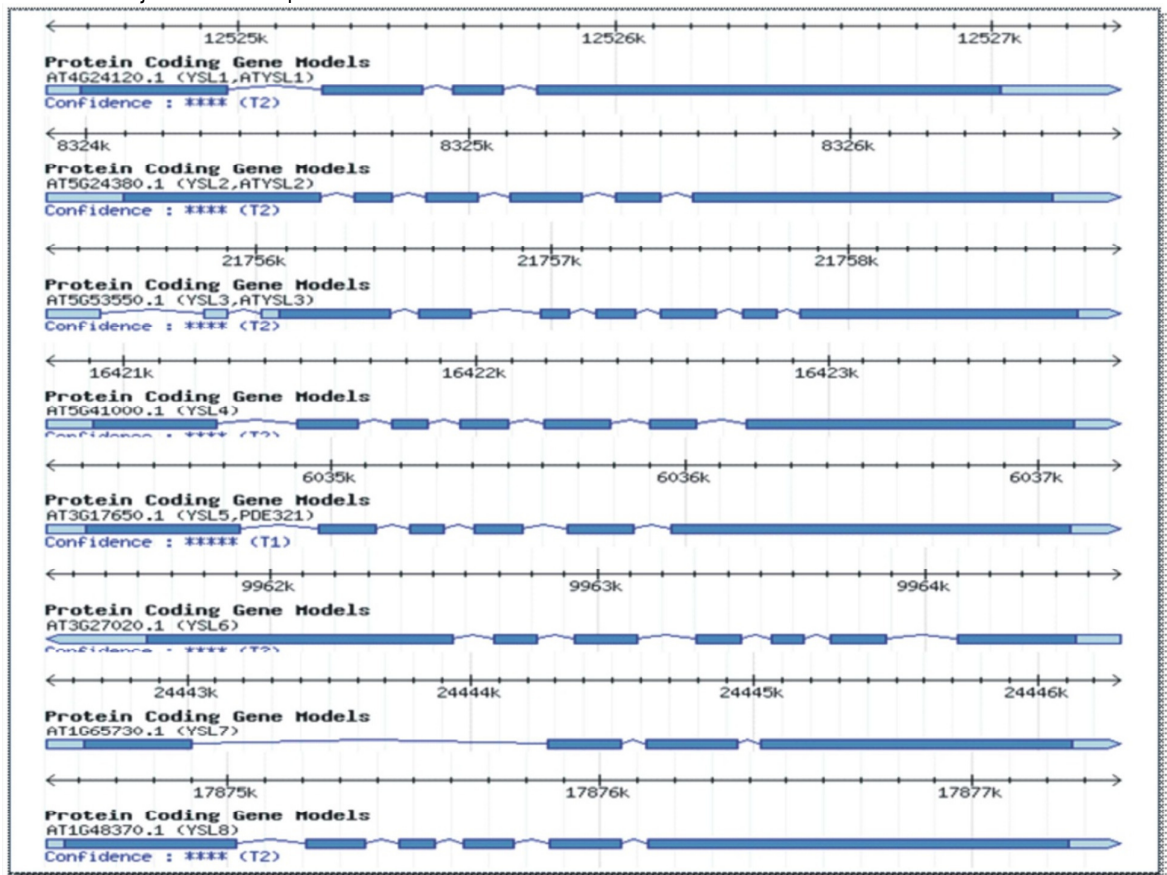 12525k 12526k 12527k
Protein Coding Gene Models
AT4G24120.1 (YSL1,ATYSL1)
Confidence : **** (T2)
8324k 8325k 8326k
Protein Coding Gene Models
AT5G24380.1 (YSL2,ATYSL2)
Confidence : **** (T2)
21756k 21757k 21758k
Protein Coding Gene Models
AT5G53550.1 (YSL3,ATYSL3)
Confidence : **** (T2)
16421k 16422k 16423k
Protein Coding Gene Models
AT5G41000.1 (YSL4)
Confidence : **** (T2)
6035k 6036k 6037k
Protein Coding Gene Models
AT3G17650.1 (YSL5,PDE321)
Confidence : ***** (T1)
9962k 9963k 9964k
Protein Coding Gene Models
AT3G27020.1 (YSL6)
Confidence : **** (T2)
24443k 24444k 24445k 24446k
Protein Coding Gene Models
AT1G65730.1 (YSL7)
17875k 17876k 17877k
Protein Coding Gene Models
AT1G48370.1 (YSL8)
Confidence : **** (T2)